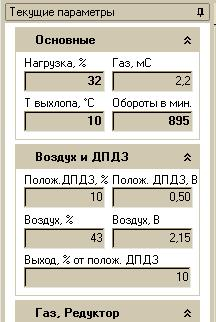 Текущие параметры
Основные
Нагрузка, % Газ, мС
32 2,2
Т выхлопа, °С Обороты в мин.
10 895
Воздух и ДПДЗ
Полож.ДПДЗ, % Полож. ДПДЗ, В
10 0,50
Воздух, % Воздух, В
43 2,15
Выход, % от полож. ДПДЗ
10
Газ, Редуктор